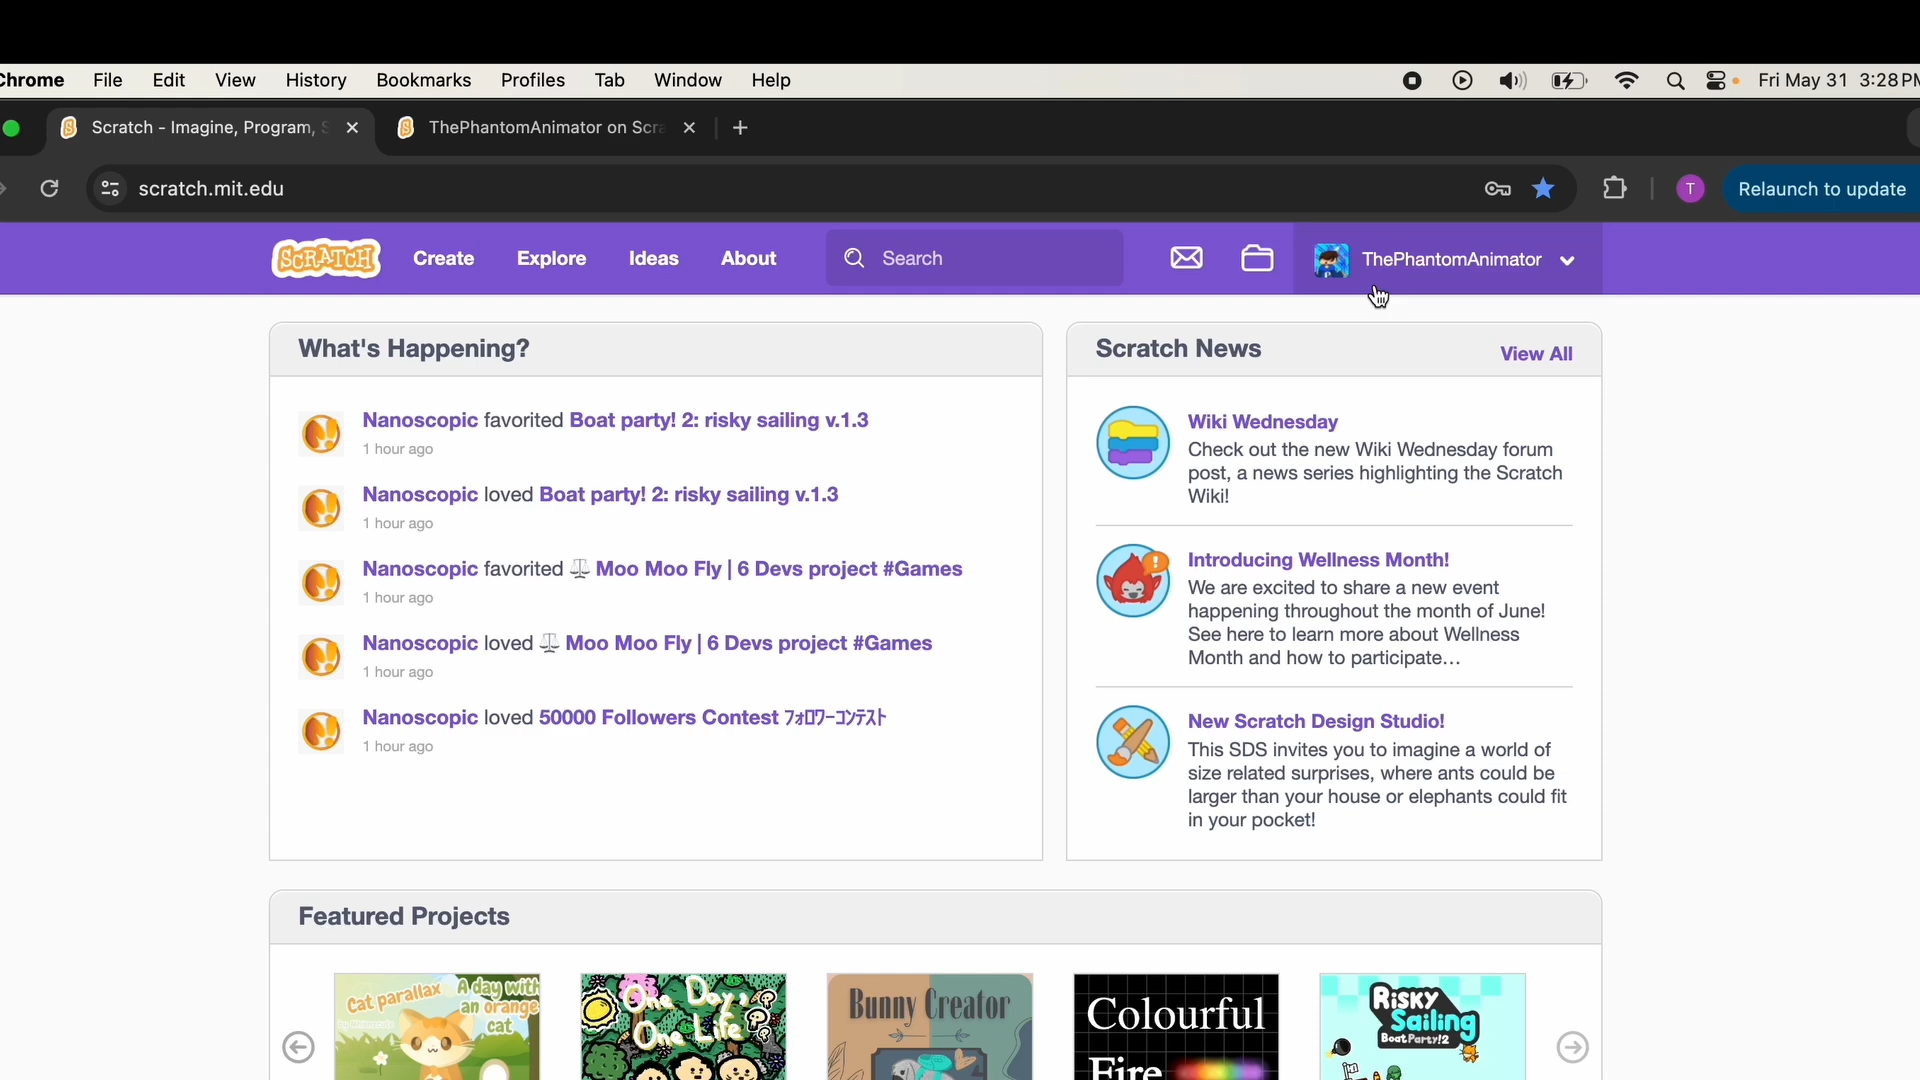 Chrome File Edit View History Bookmarks Profiles Tab Window Help Fri May 31 3:28 PM
Scratch - Imagine, Program, S ThePhantomAnimator on Scra
scratch.mit.edu T Relaunch to update
SCRATCH Create Explore Ideas About Search ThePhantomAnimator
What's Happening?
Nanoscopic favorited Boat party! 2: risky sailing v.1.3
1 hour ago
Nanoscopic loved Boat party! 2: risky sailing v.1.3
1 hour ago
Nanoscopic favorited ⚖ Moo Moo Fly | 6 Devs project #Games
1 hour ago
Nanoscopic loved ⚖ Moo Moo Fly | 6 Devs project #Games
1 hour ago
Nanoscopic loved 50000 Followers Contest ﾌｫﾛﾜｰｺﾝﾃｽﾄ
1 hour ago
Scratch News View All
Wiki Wednesday
Check out the new Wiki Wednesday forum
post, a news series highlighting the Scratch
Wiki!
Introducing Wellness Month!
We are excited to share a new event
happening throughout the month of June!
See here to learn more about Wellness
Month and how to participate...
New Scratch Design Studio!
This SDS invites you to imagine a world of
size related surprises, where ants could be
larger than your house or elephants could fit
in your pocket!
Featured Projects
Cat parallax
A day with
an orange
cat
One Day,
One Life
Bunny Creator
Colourful
Fire
Risky
Sailing
Boat Party! 2